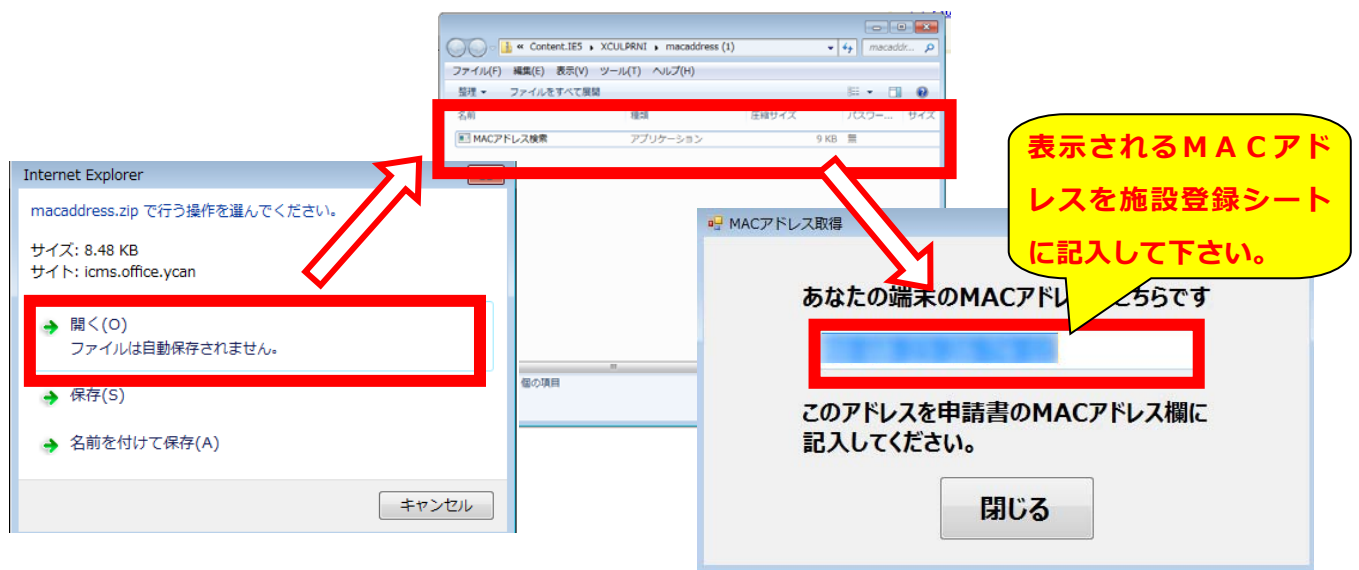 « Content.IE5 ▸ XCULPRNI ▸ macaddress (1)
macaddr...
ファイル(F) 編集(E) 表示(V) ツール(T) ヘルプ(H)
整理 ▼ ファイルをすべて展開
名前 種類 圧縮サイズ パスワー... サイズ
MACアドレス検索 アプリケーション 9 KB 無
個の項目
Internet Explorer
macaddress.zip で行う操作を選んでください。
サイズ: 8.48 KB
サイト: icms.office.ycan
開く(O)
ファイルは自動保存されません。
保存(S)
名前を付けて保存(A)
キャンセル
表示されるMACアド
レスを施設登録シート
に記入して下さい。
MACアドレス取得
あなたの端末のMACアドレ こちらです
このアドレスを申請書のMACアドレス欄に
記入してください。
閉じる